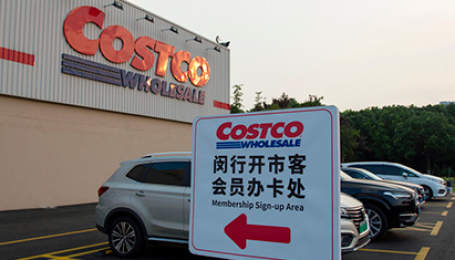 COSTCO
WHOLESALE
COSTCO
WHOLESALE
闵行开市客
会员办卡处
Membership Sign-up Area